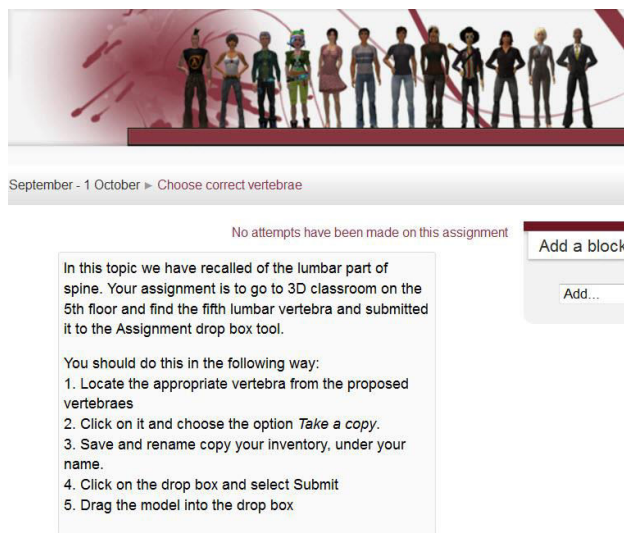 September - 1 October ► Choose correct vertebrae
No attempts have been made on this assignment
Add a block
Add...
In this topic we have recalled of the lumbar part of
spine. Your assignment is to go to 3D classroom on the
5th floor and find the fifth lumbar vertebra and submitted
it to the Assignment drop box tool.
You should do this in the following way:
1. Locate the appropriate vertebra from the proposed
vertebraes
2. Click on it and choose the option Take a copy.
3. Save and rename copy your inventory, under your
name.
4. Click on the drop box and select Submit
5. Drag the model into the drop box